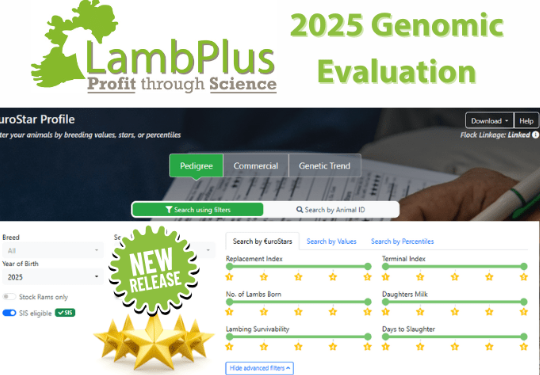 LambPlus
Profit through Science
2025 Genomic
Evaluation
uroStar Profile
ter your animals by breeding values, stars, or percentiles
Download
Help
Flock Linkage: Linked
Pedigree
Commercial
Genetic Trend
Search using filters
Search by Animal ID
Breed
All
Year of Birth
2025
Stock Rams only
SIS eligible
SIS
NEW
RELEASE
Search by €uroStars
Search by Values
Search by Percentiles
Replacement Index
Terminal Index
No. of Lambs Born
Daughters Milk
Lambing Survivability
Days to Slaughter
Hide advanced filters